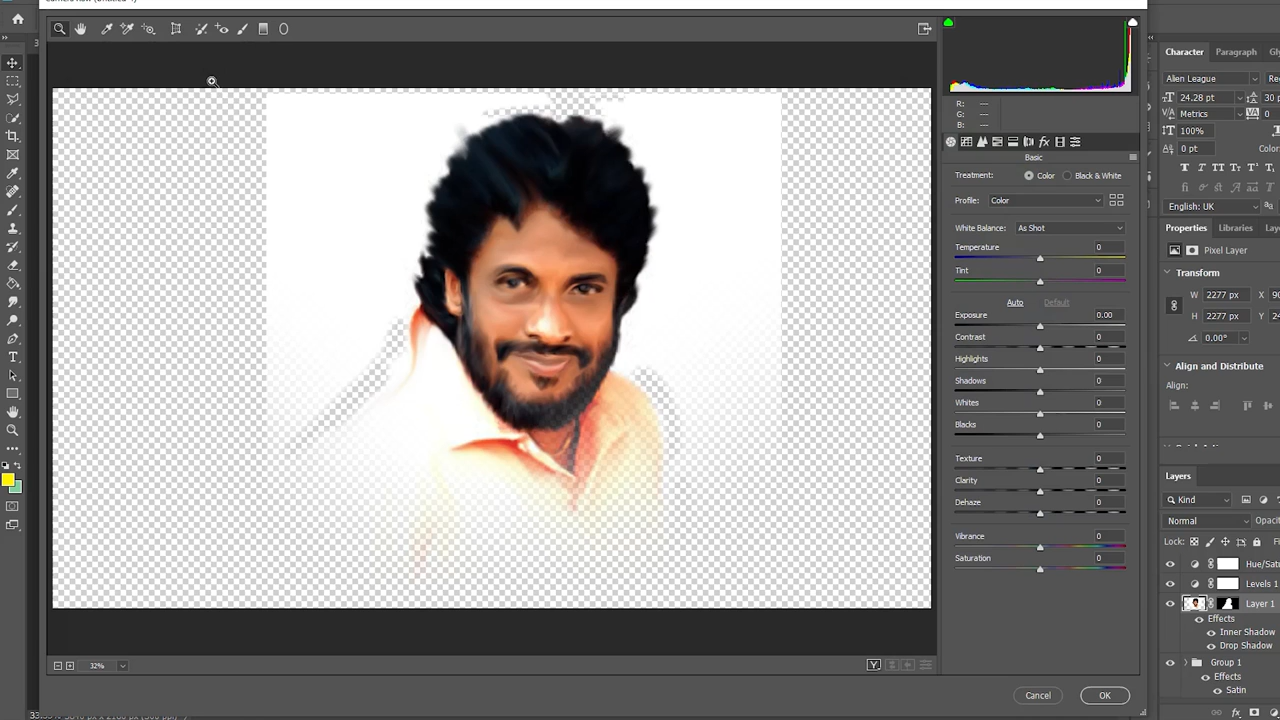 Character
Paragraph
Alien League
24.28 pt
30 p
Metrics
0
100%
0 pt
English: UK
R: —
G: —
B: —
Basic
Treatment:
Color
Black & White
Profile:
Color
White Balance:
As Shot
Temperature
0
Tint
0
Auto
Default
Exposure
0.00
Contrast
0
Highlights
0
Shadows
0
Whites
0
Blacks
0
Texture
0
Clarity
0
Dehaze
0
Vibrance
0
Saturation
0
32%
Cancel
OK
Properties
Libraries
Pixel Layer
Transform
W
2277 px
X
H
2277 px
Y
0.00°
Align and Distribute
Align:
Layers
Kind
Normal
Lock:
Levels 1
Layer 1
Effects
Inner Shadow
Drop Shadow
Group 1
Effects
Satin